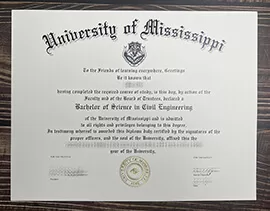 University of Mississippi
To the Friends of learning everywhere, Greetings
Be it known that
having completed the required course of study, is this day, by action of the
Faculty and of the Board of Trustees, declared a
Bachelor of Science in Civil Engineering
of the University of Mississippi and is admitted
to all rights and privileges belonging to this degree.
In testimony whereof is awarded this diploma duly certified by the signatures of the
proper officers, and the seal of the University, affixed this the
year of the University.